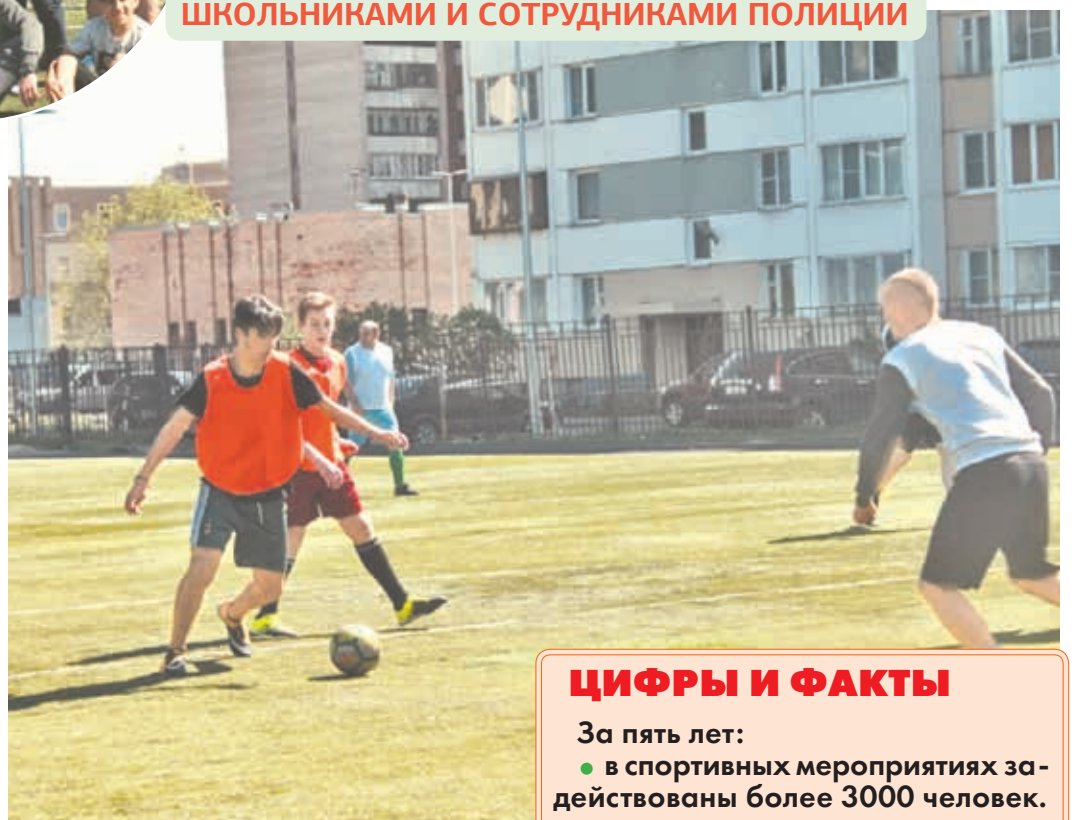 ШКОЛЬНИКАМИ И СОТРУДНИКАМИ ПОЛИЦИИ
ЦИФРЫ И ФАКТЫ
За пять лет:
• в спортивных мероприятиях за-
действованы более 3000 человек.